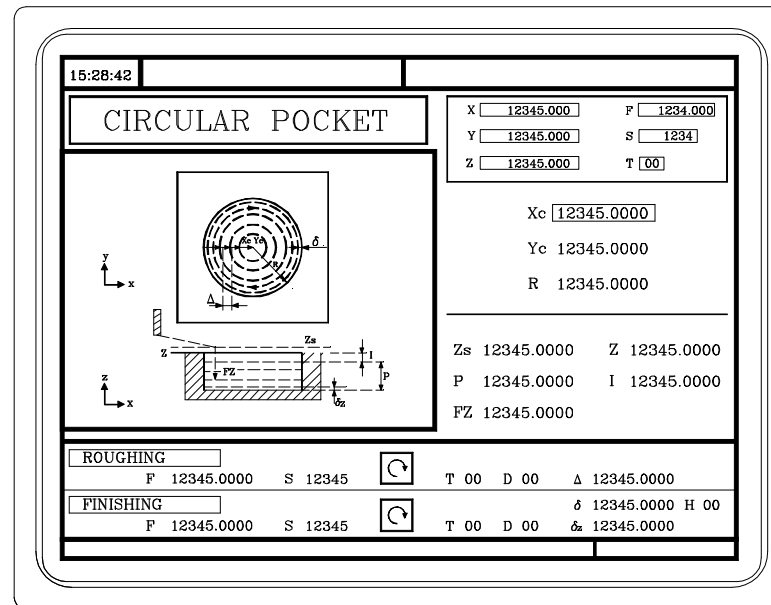 15:28:42
CIRCULAR POCKET
X 12345.000 F 1234.000
Y 12345.000 S 1234
Z 12345.000 T 00
Xc 12345.0000
Yc 12345.0000
R 12345.0000
Xc Yc
δ
R
Δ
y
x
Zs
Z
I
FZ
P
δz
z
x
Zs 12345.0000 Z 12345.0000
P 12345.0000 I 12345.0000
FZ 12345.0000
ROUGHING
F 12345.0000 S 12345 T 00 D 00 Δ 12345.0000
FINISHING
δ 12345.0000 H 00
F 12345.0000 S 12345 T 00 D 00 δz 12345.0000